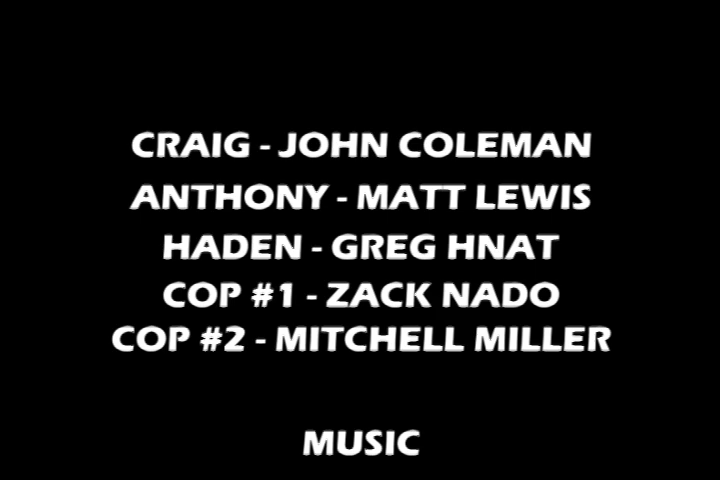 CRAIG - JOHN COLEMAN
ANTHONY - MATT LEWIS
HADEN - GREG HNAT
COP #1 - ZACK NADO
COP #2 - MITCHELL MILLER
MUSIC